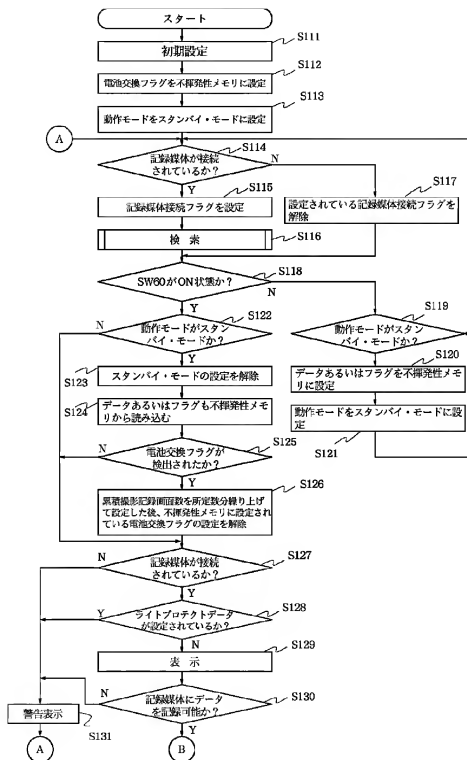 スタート
S111
初期設定
S112
電池交換フラグを不揮発性メモリに設定
S113
動作モードをスタンバイ・モードに設定
A
S114
記録媒体が接続
されているか？
N
Y
S115
記録媒体接続フラグを設定
S117
設定されている記録媒体接続フラグを
解除
検 索
S116
S118
SW60がON状態か？
N
Y
S122
N
動作モードがスタン
バイ・モードか？
Y
S119
動作モードがスタン
バイ・モードか？
S123
スタンバイ・モードの設定を解除
S120
データあるいはフラグを不揮発性メモリ
に設定
S124
データあるいはフラグも不揮発性メモ
リから読み込む
動作モードをスタンバイ・モードに設
定
S121
S125
N
電池交換フラグが
検出されたか？
Y
S126
累積撮影記録画面数を所定数分繰り上げ
て設定した後、不揮発性メモリに設定され
ている電池交換フラグの設定を解除
S127
N
記録媒体が接続
されているか？
Y
S128
Y
ライトプロテクトデータ
が設定されているか？
N
S129
表 示
S130
N
記録媒体にデータ
を記録可能か？
Y
警告表示
S131
A
B